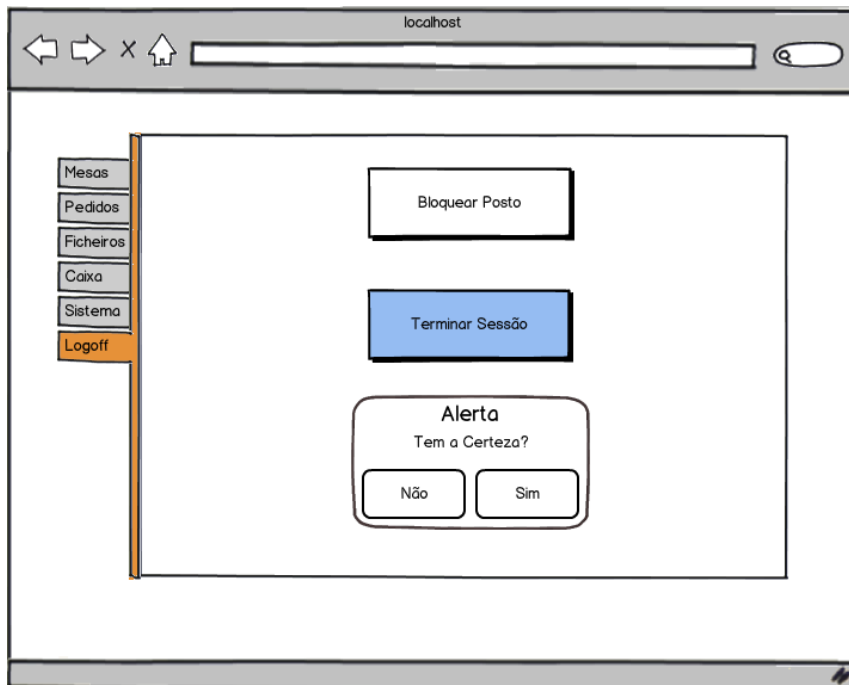 localhost
Mesas
Pedidos
Ficheiros
Caixa
Sistema
Logoff
Bloquear Posto
Terminar Sessão
Alerta
Tem a Certeza?
Não
Sim